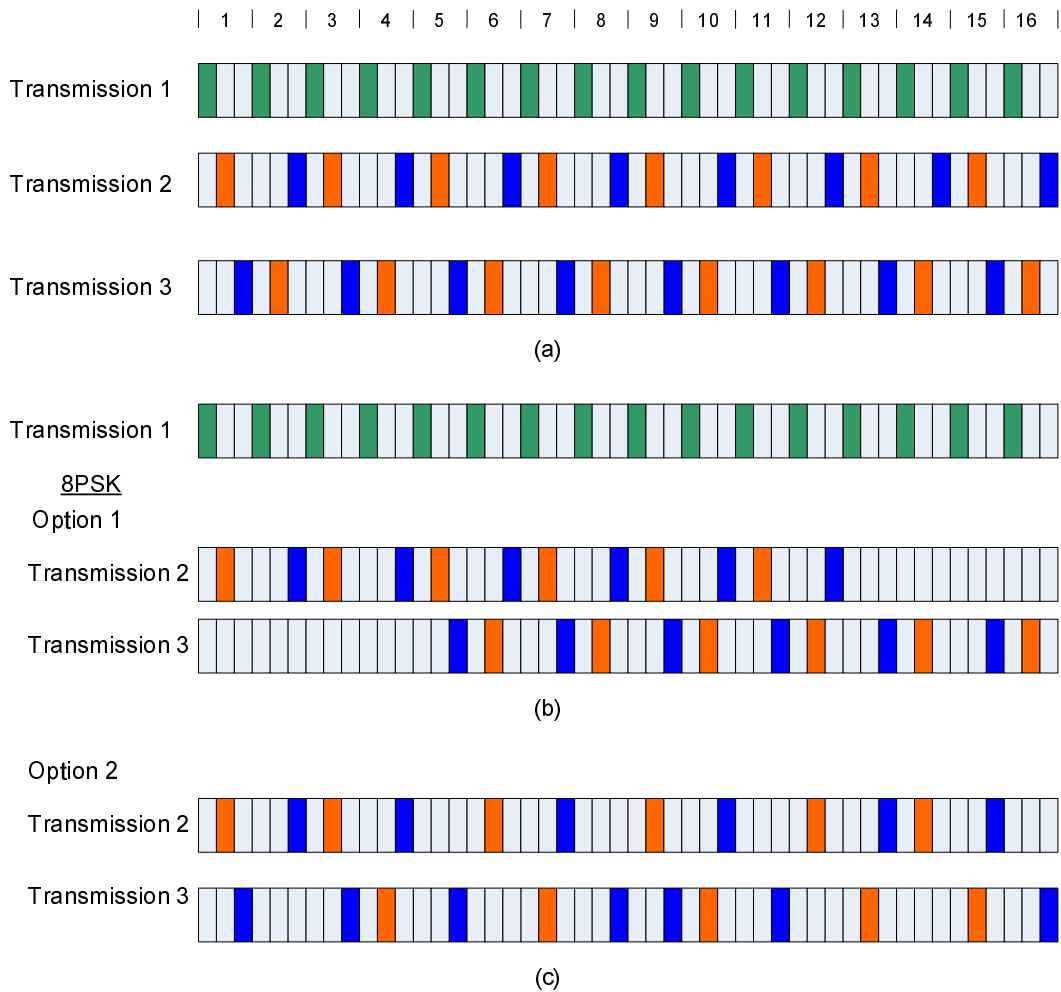 | 1 | 2 | 3 | 4 | 5 | 6 | 7 | 8 | 9 | 10 | 11 | 12 | 13 | 14 | 15 | 16 |
Transmission 1
Transmission 2
Transmission 3
(a)
Transmission 1
8PSK
Option 1
Transmission 2
Transmission 3
(b)
Option 2
Transmission 2
Transmission 3
(c)